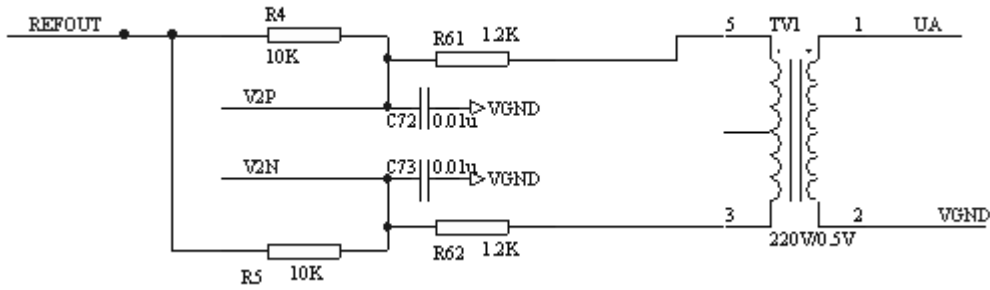 R4
REFOUT
10K
R61
1.2K
5
TV1
1
UA
V2P
C72
0.01u
VGND
V2N
C73
0.01u
VGND
R5
10K
R62
1.2K
3
220V/0.5V
2
VGND